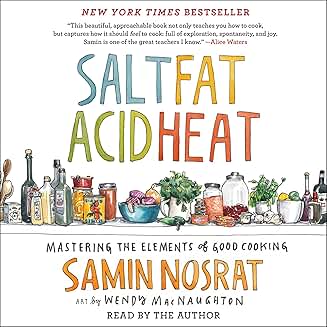 NEW YORK TIMES BESTSELLER
"This beautiful, approachable book not only teaches you how to cook,
but captures how it should feel to cook: full of exploration, spontaneity, and joy.
Samin is one of the great teachers I know." —Alice Waters
SALT FAT
ACID HEAT
MASTERING THE ELEMENTS of GOOD COOKING
SAMIN NOSRAT
ART by WENDY MACNAUGHTON
READ BY THE AUTHOR